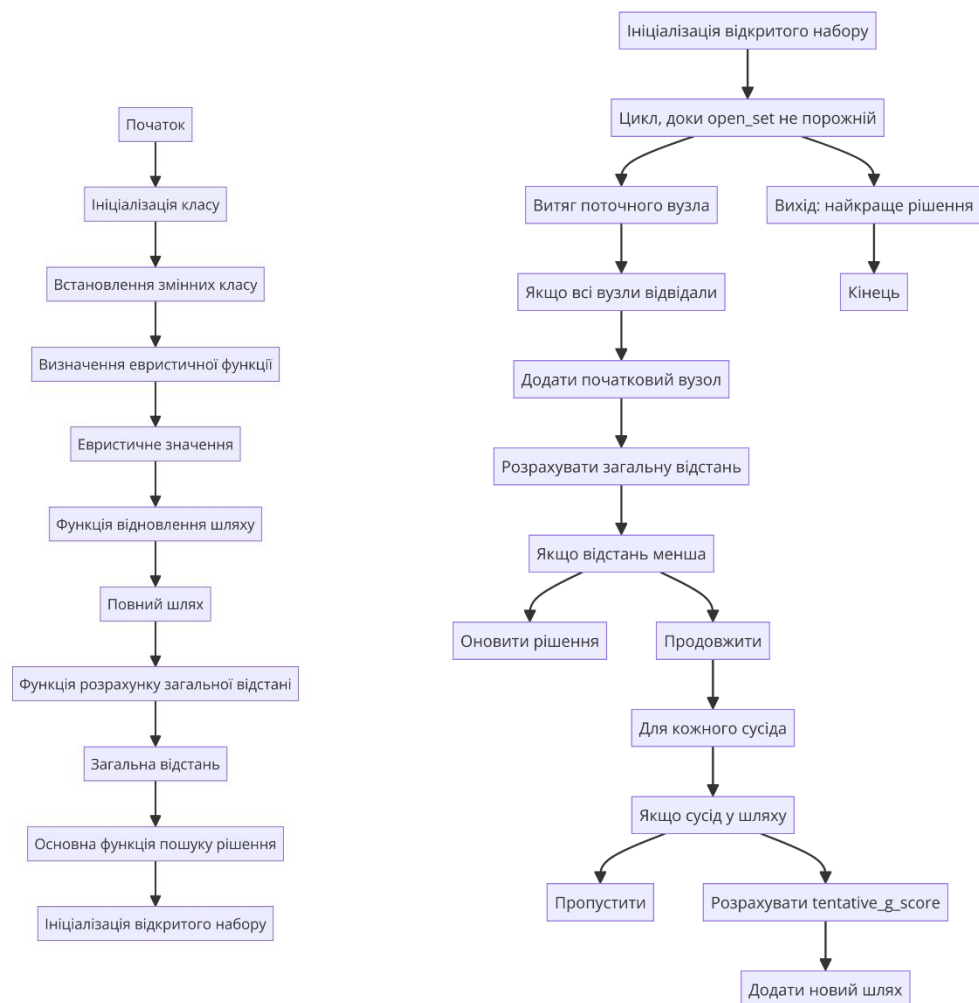 Початок
Ініціалізація класу
Встановлення змінних класу
Визначення евристичної функції
Евристичне значення
Функція відновлення шляху
Повний шлях
Функція розрахунку загальної відстані
Загальна відстань
Основна функція пошуку рішення
Ініціалізація відкритого набору
Ініціалізація відкритого набору
Цикл, доки open_set не порожній
Витяг поточного вузла
Вихід: найкраще рішення
Якщо всі вузли відвідали
Кінець
Додати початковий вузол
Розрахувати загальну відстань
Якщо відстань менша
Оновити рішення
Продовжити
Для кожного сусіда
Якщо сусід у шляху
Пропустити
Розрахувати tentative_g_score
Додати новий шлях